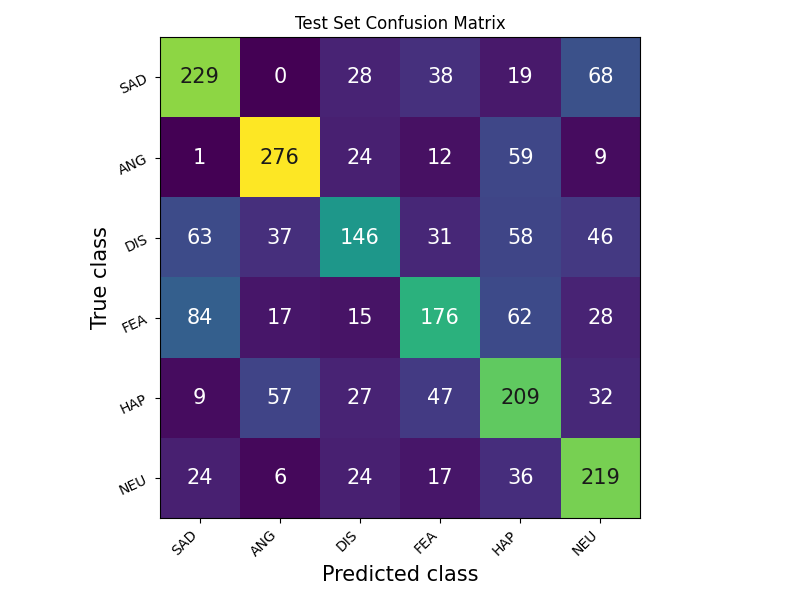 Test Set Confusion Matrix
SAD 229 0 28 38 19 68
ANG 1 276 24 12 59 9
DIS 63 37 146 31 58 46
FEA 84 17 15 176 62 28
HAP 9 57 27 47 209 32
NEU 24 6 24 17 36 219
True class
SAD ANG DIS FEA HAP NEU
Predicted class